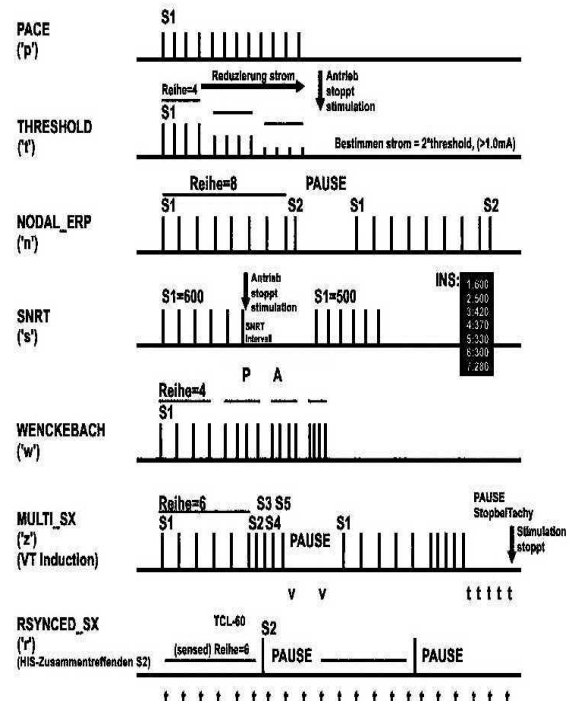 PACE
('p')
S1
Reduzierung strom
Antrieb
stoppt
stimulation
Reihe=4
S1
THRESHOLD
('t')
Bestimmen strom = 2*threshold, (>1.0mA)
Reihe=8
PAUSE
S1 S2 S1 S2
NODAL_ERP
('n')
Antrieb
stoppt
stimulation
S1=600
S1=500
INS:
1:600
2:500
3:420
4:370
5:330
6:300
7:280
SNRT
('s')
SNRT
Intervall
P A
Reihe=4
S1
WENCKEBACH
('w')
Reihe=6
S3 S5
S1 S2 S4 PAUSE S1
PAUSE
Stopbei/Tachy
Stimulation
stoppt
MULTI_SX
('z')
(VT Induction)
v v t t t t t
TCL-60
S2
RSYNCED_SX
('r')
(HIS-Zusammentreffenden S2)
(sensed) Reihe=6
PAUSE PAUSE
t t t t t t t t t t t t t t t t t t